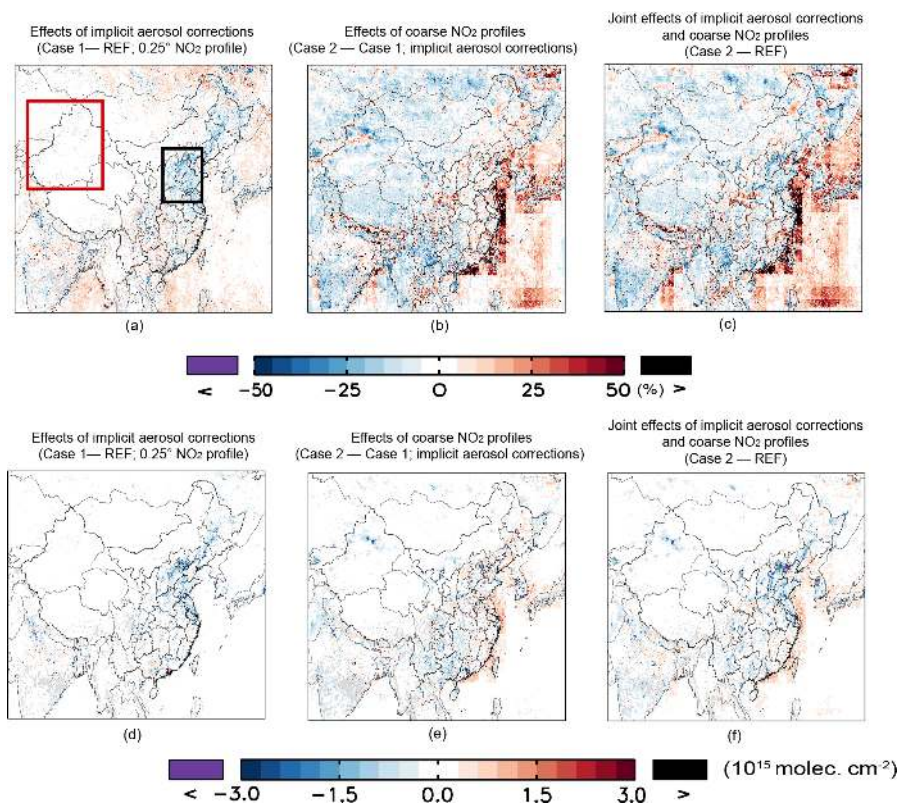 Effects of implicit aerosol corrections
(Case 1— REF; 0.25° NO₂ profile)
Effects of coarse NO₂ profiles
(Case 2 — Case 1; implicit aerosol corrections)
Joint effects of implicit aerosol corrections
and coarse NO₂ profiles
(Case 2 — REF)
(a)
(b)
(c)
< -50 -25 0 25 50 (%) >
Effects of implicit aerosol corrections
(Case 1— REF; 0.25° NO₂ profile)
Effects of coarse NO₂ profiles
(Case 2 — Case 1; implicit aerosol corrections)
Joint effects of implicit aerosol corrections
and coarse NO₂ profiles
(Case 2 — REF)
(d)
(e)
(f)
(10¹⁵ molec. cm⁻²)
< -3.0 -1.5 0.0 1.5 3.0 >